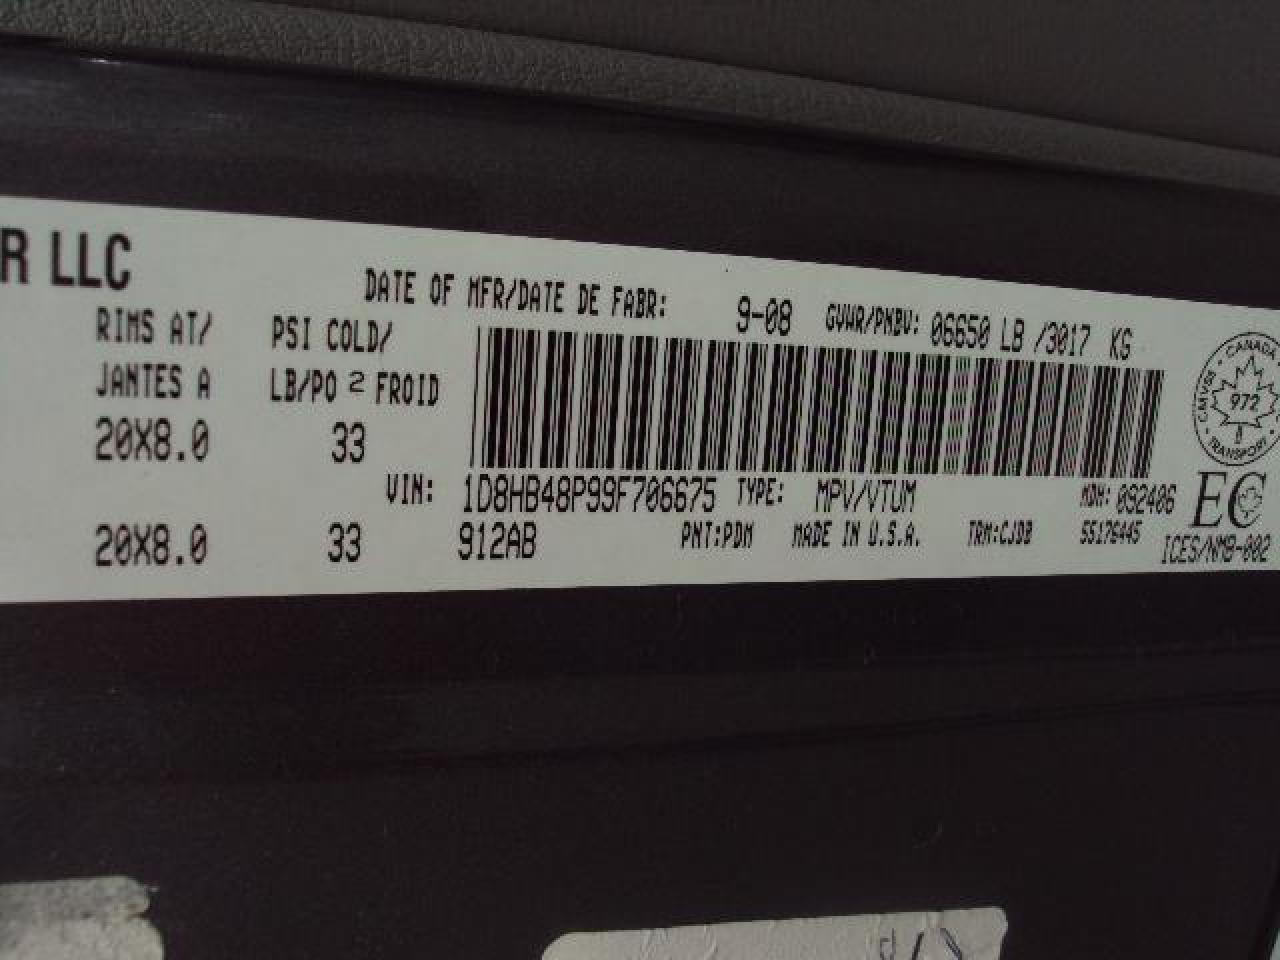 R LLC
DATE OF MFR/DATE DE FABR: 9-08 GVWR/PNBV: 06650 LB /3017 KG
RIMS AT/ PSI COLD/
JANTES A LB/PO 2 FROID
20X8.0 33
VIN: 1D8HB48P99F706675 TYPE: MPV/VTUM MDH: 092406
20X8.0 33 912AB PNT:PDM MADE IN U.S.A. TRM:CJDB 55176445
CANADA
CMVSS
972
TRANSPORT
EC
ICES/NMB-002